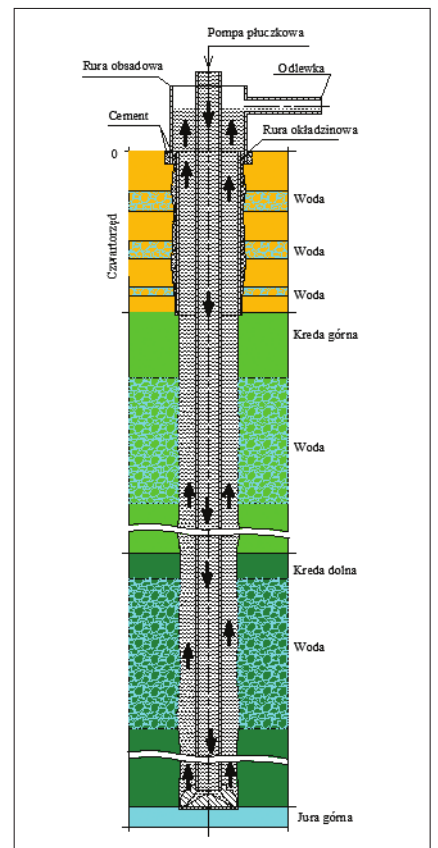 Pompa płuczkowa
Rura obsadowa
Odlewka
Cement
Rura okładzinowa
0
Czwartorzęd
Woda
Woda
Woda
Kreda górna
Woda
Kreda dolna
Woda
Jura górna